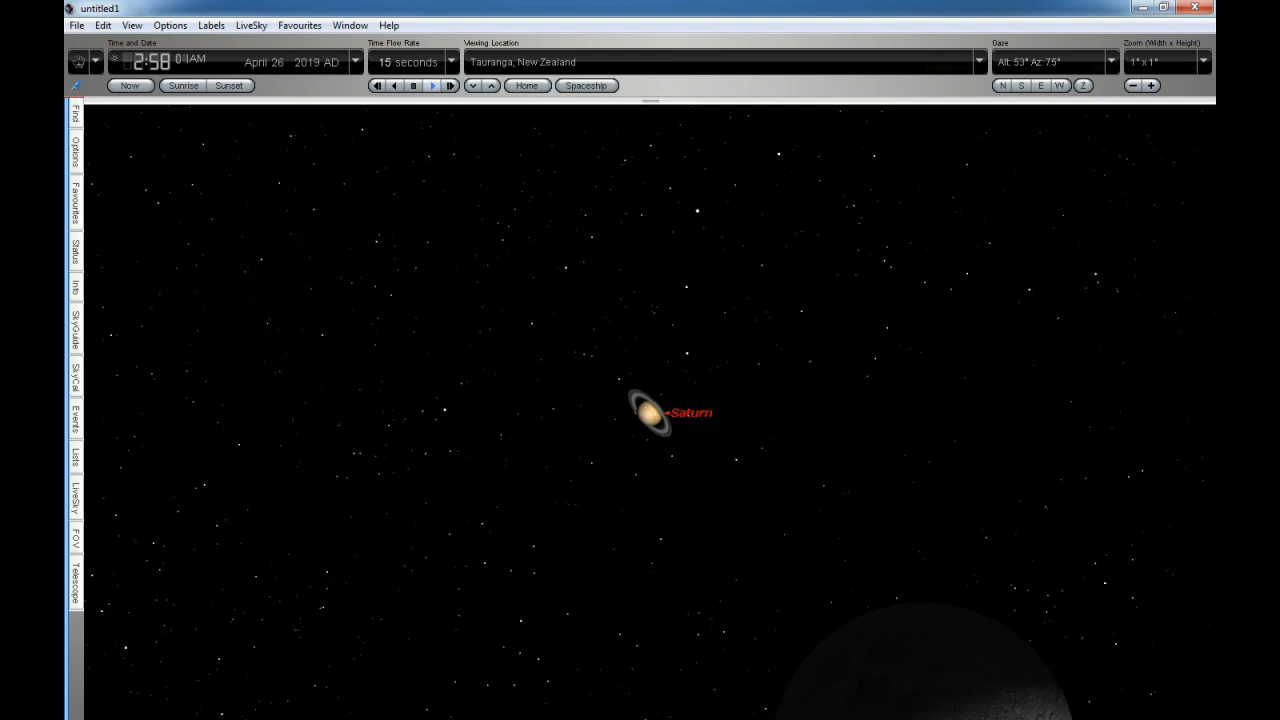 untitled1
File Edit View Options Labels LiveSky Favourites Window Help
Time and Date Time Flow Rate Viewing Location Gaze Zoom (Width x Height)
2:58 AM April 26 2019 AD 15 seconds Tauranga, New Zealand Alt: 53° Az: 75° 1° x 1°
Now Sunrise Sunset Home Spaceship N S E W Z
Find
Options
Favourites
Status
Info
SkyGuide
SkyCal
Events
Lists
LiveSky
FOV
Telescope
Saturn